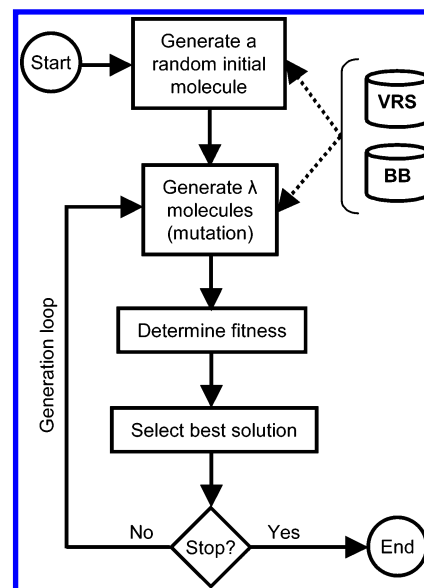 Start
Generate a
random initial
molecule
VRS
BB
Generate λ
molecules
(mutation)
Generation loop
Determine fitness
Select best solution
No
Stop?
Yes
End